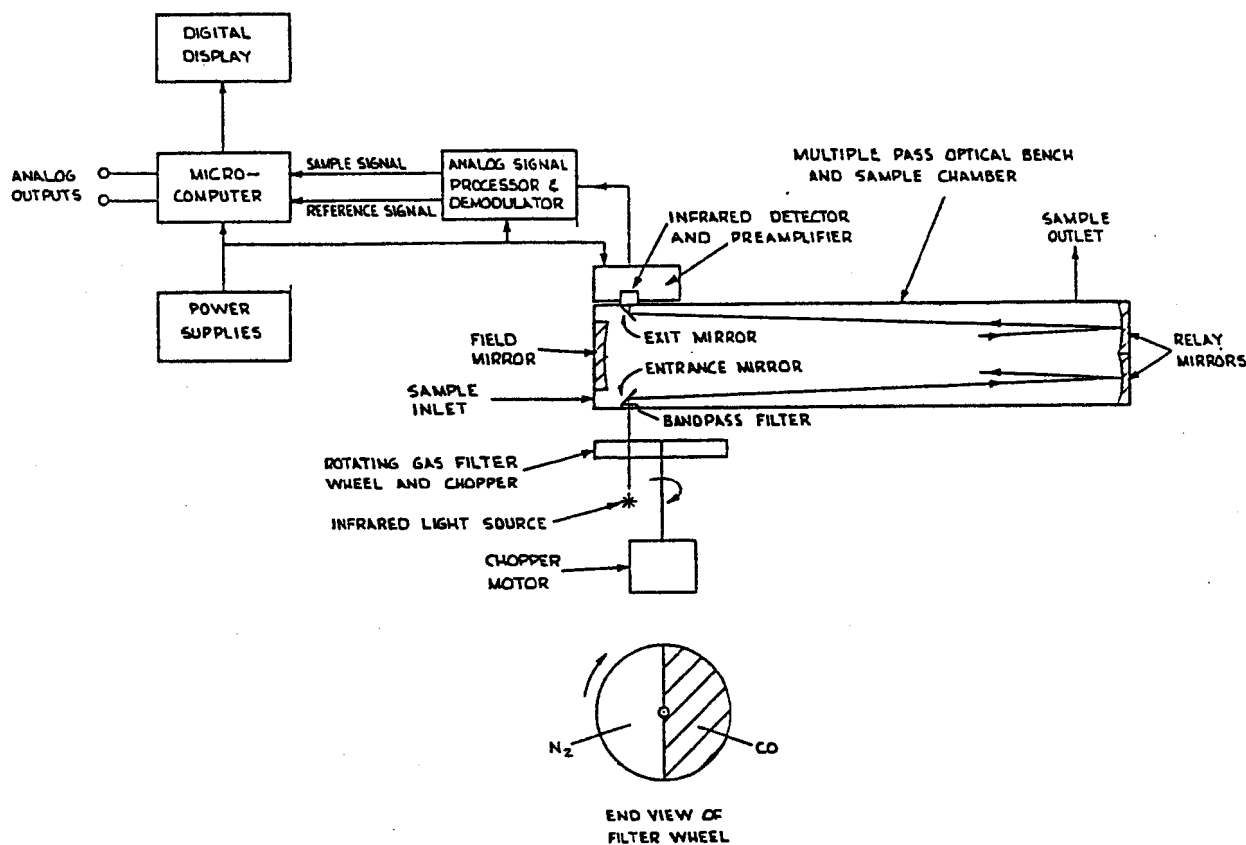 DIGITAL
DISPLAY
ANALOG
OUTPUTS
MICRO-
COMPUTER
SAMPLE SIGNAL
REFERENCE SIGNAL
ANALOG SIGNAL
PROCESSOR &
DEMODULATOR
POWER
SUPPLIES
MULTIPLE PASS OPTICAL BENCH
AND SAMPLE CHAMBER
INFRARED DETECTOR
AND PREAMPLIFIER
SAMPLE
OUTLET
FIELD
MIRROR
EXIT MIRROR
ENTRANCE MIRROR
RELAY
MIRRORS
SAMPLE
INLET
BANDPASS FILTER
ROTATING GAS FILTER
WHEEL AND CHOPPER
INFRARED LIGHT SOURCE
CHOPPER
MOTOR
N2
CO
END VIEW OF
FILTER WHEEL